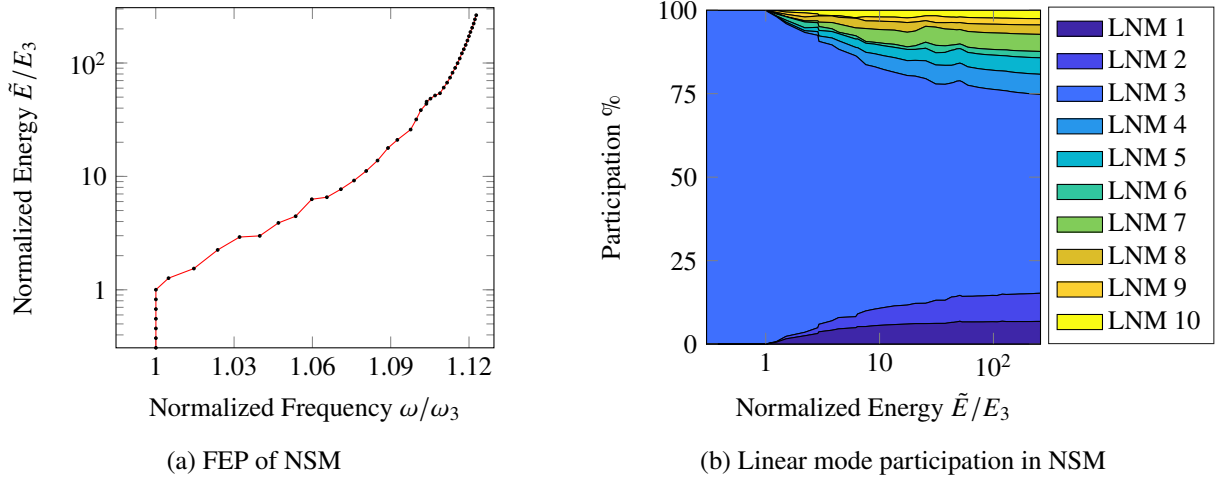 Normalized Energy Ẽ/E₃
10²
10
1
1 1.03 1.06 1.09 1.12
Normalized Frequency ω/ω₃
(a) FEP of NSM
Participation %
100
75
50
25
0
1 10 10²
Normalized Energy Ẽ/E₃
(b) Linear mode participation in NSM
LNM 1
LNM 2
LNM 3
LNM 4
LNM 5
LNM 6
LNM 7
LNM 8
LNM 9
LNM 10